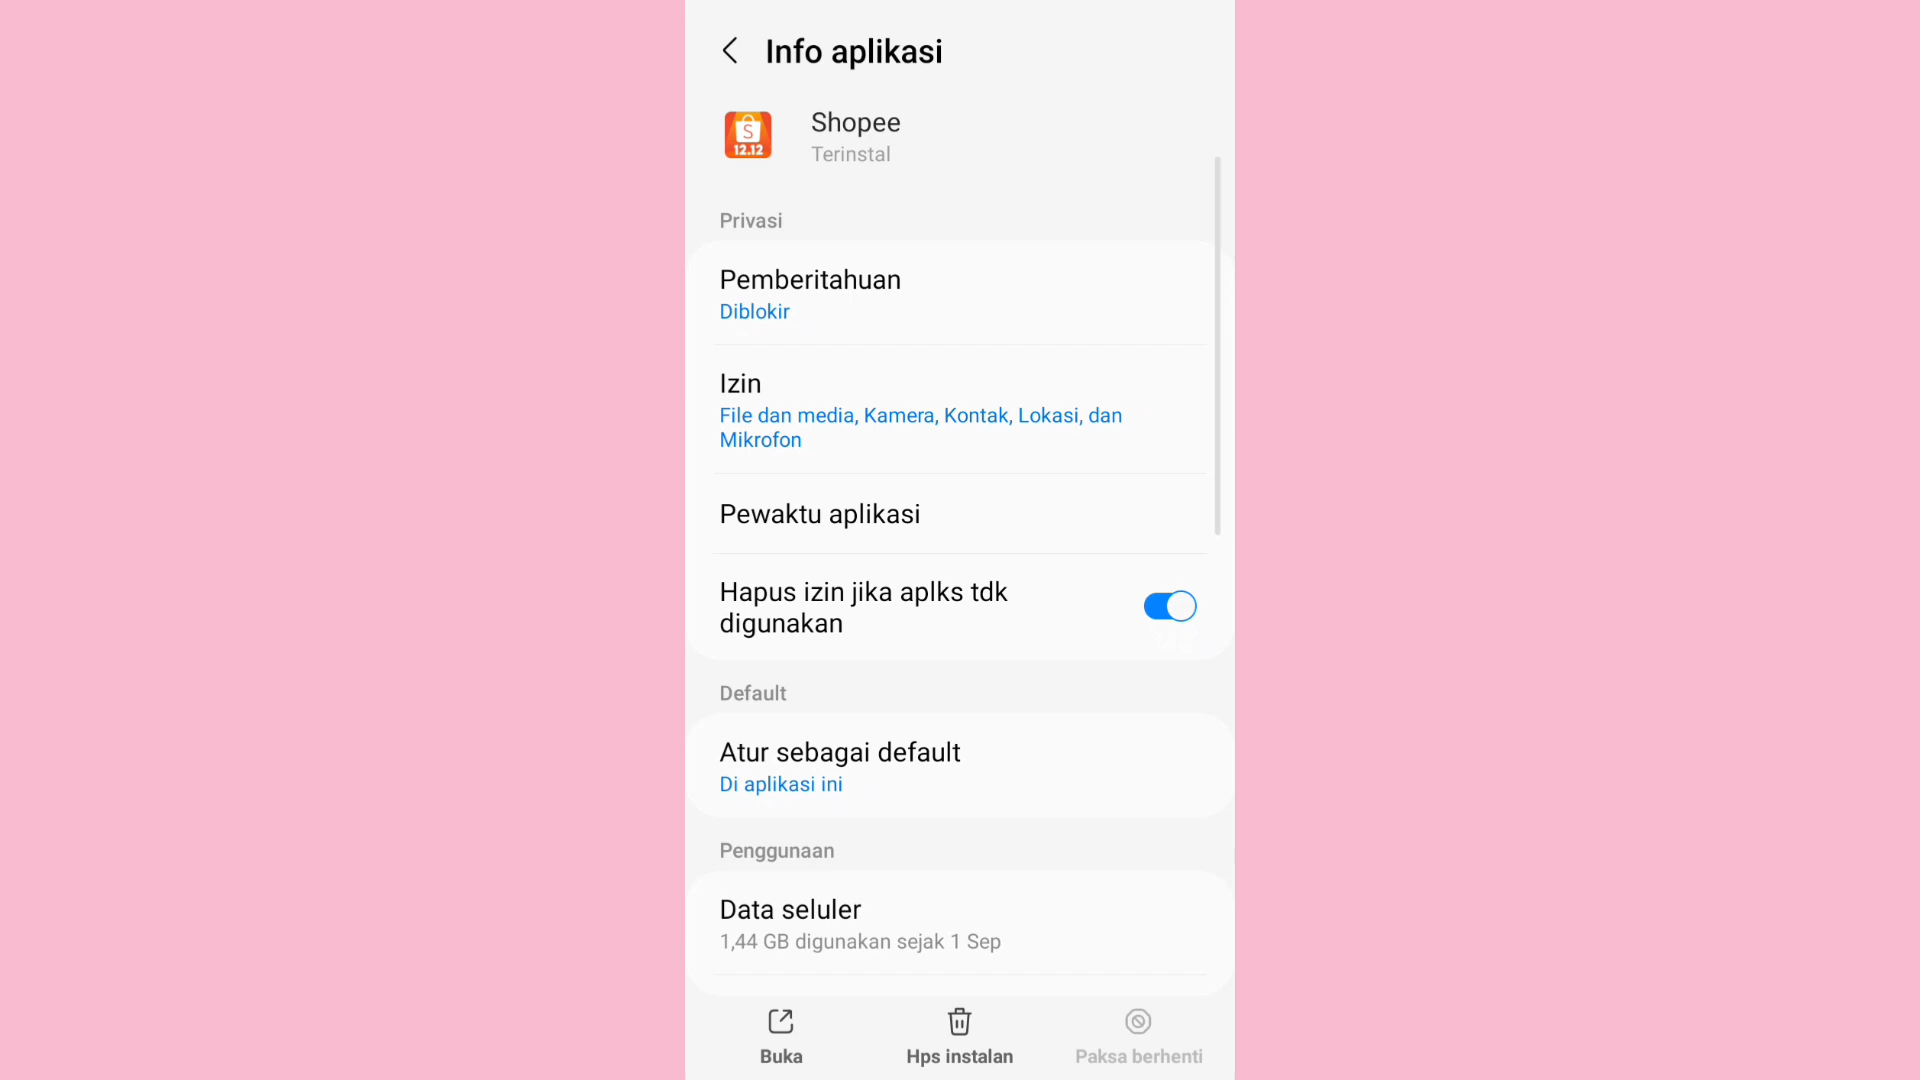 Info aplikasi
S
12.12
Shopee
Terinstal
Privasi
Pemberitahuan
Diblokir
Izin
File dan media, Kamera, Kontak, Lokasi, dan
Mikrofon
Pewaktu aplikasi
Hapus izin jika aplks tdk
digunakan
Default
Atur sebagai default
Di aplikasi ini
Penggunaan
Data seluler
1,44 GB digunakan sejak 1 Sep
Buka
Hps instalan
Paksa berhenti